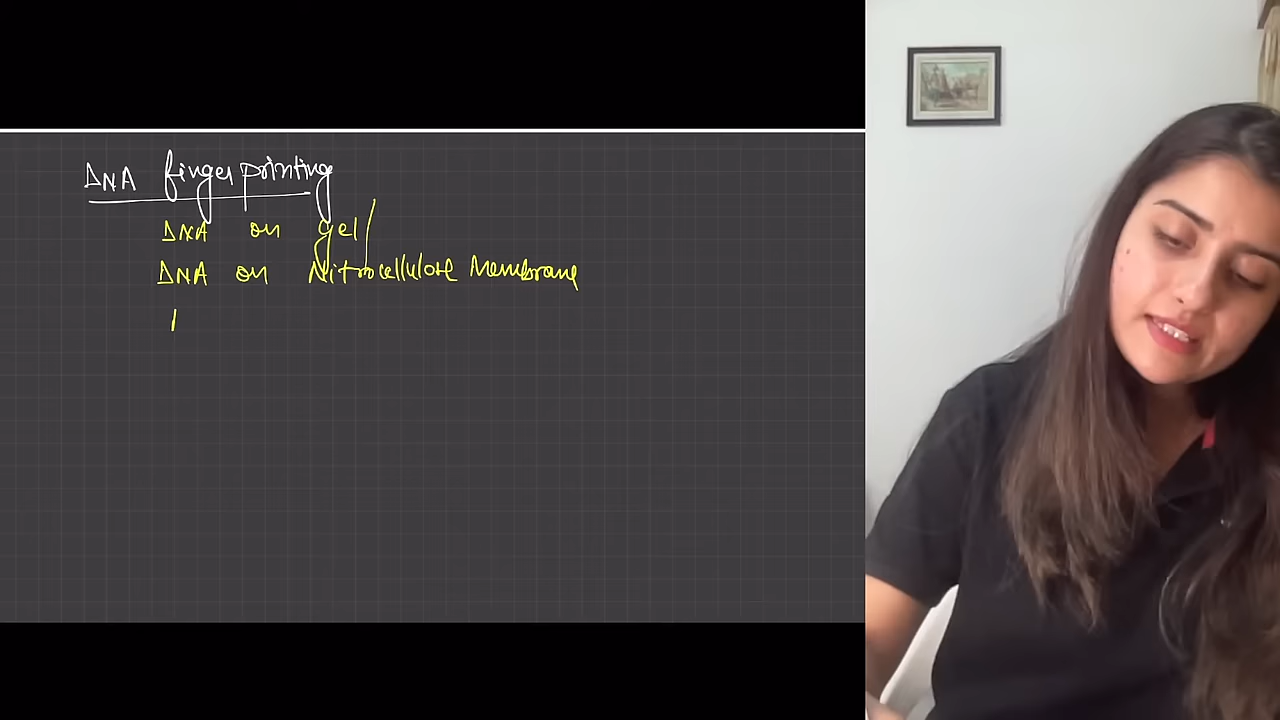 DNA fingerprinting
DNA on gel/
DNA on Nitrocellulose Membrane